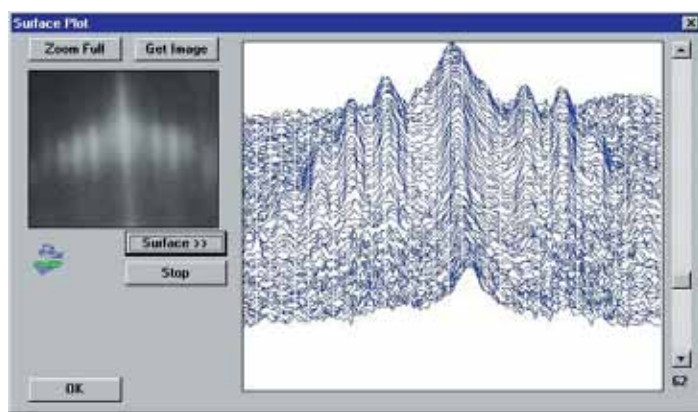 Surface Plot
Zoom Full
Get Image
Surface >>
Stop
OK
62